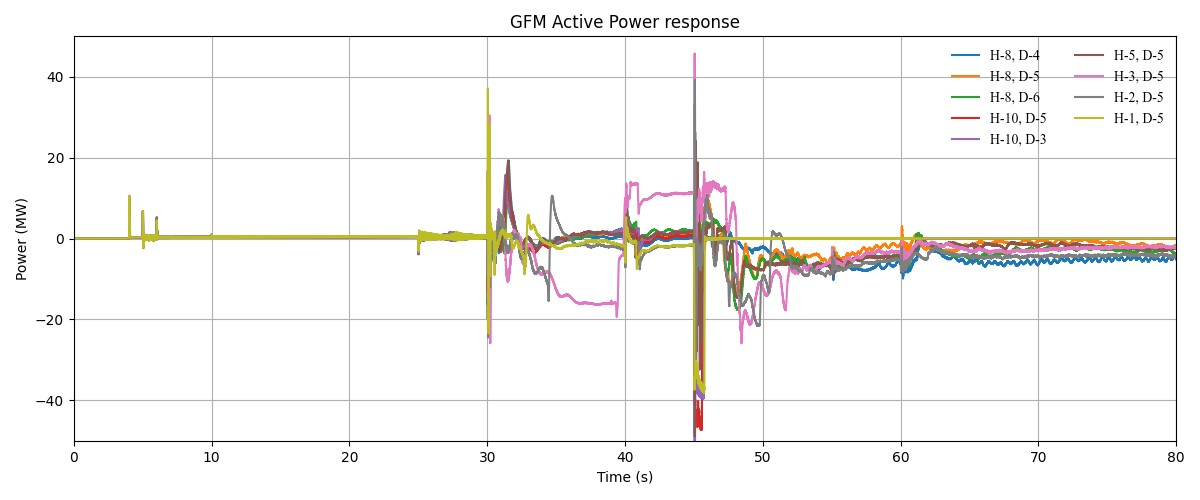 GFM Active Power response
Power (MW)
40
20
0
−20
−40
0 10 20 30 40 50 60 70 80
Time (s)
H-8, D-4
H-8, D-5
H-8, D-6
H-10, D-5
H-10, D-3
H-5, D-5
H-3, D-5
H-2, D-5
H-1, D-5